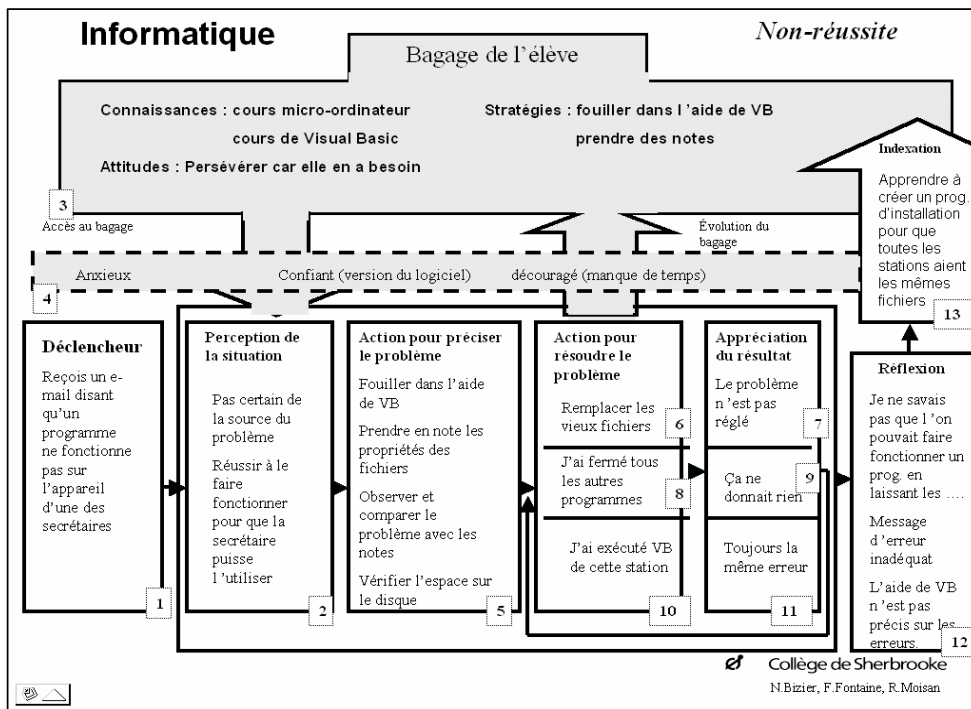 Informatique
Non-réussite
Bagage de l’élève
Connaissances : cours micro-ordinateur
cours de Visual Basic
Attitudes : Persévérer car elle en a besoin
Stratégies : fouiller dans l ’aide de VB
prendre des notes
3
Accès au bagage
Évolution du
bagage
Anxieux
Confiant (version du logiciel)
découragé (manque de temps)
4
Déclencheur
Reçois un e-
mail disant
qu’un
programme
ne fonctionne
pas sur
l’appareil
d’une des
secrétaires
1
Perception de
la situation
Pas certain de
la source du
problème
Réussir à le
faire
fonctionner
pour que la
secrétaire
puisse
l ’utiliser
2
Action pour préciser
le problème
Fouiller dans l’aide
de VB
Prendre en note les
propriétés des
fichiers
Observer et
comparer le
problème avec les
notes
Vérifier l’espace sur
le disque
5
Action pour
résoudre le
problème
Remplacer les
vieux fichiers
6
J’ai fermé tous
les autres
programmes
8
J’ai exécuté VB
de cette station
10
Appréciation
du résultat
Le problème
n ’est pas
réglé
7
Ça ne
donnait rien
9
Toujours la
même erreur
11
Réflexion
Je ne savais
pas que l ’on
pouvait faire
fonctionner un
prog. en
laissant les ….
Message
d ’erreur
inadéquat
L’aide de VB
n ’est pas
précis sur les
erreurs.
12
Indexation
Apprendre à
créer un prog.
d’installation
pour que
toutes les
stations aient
les mêmes
fichiers
13
Collège de Sherbrooke
N.Bizier, F.Fontaine, R.Moisan